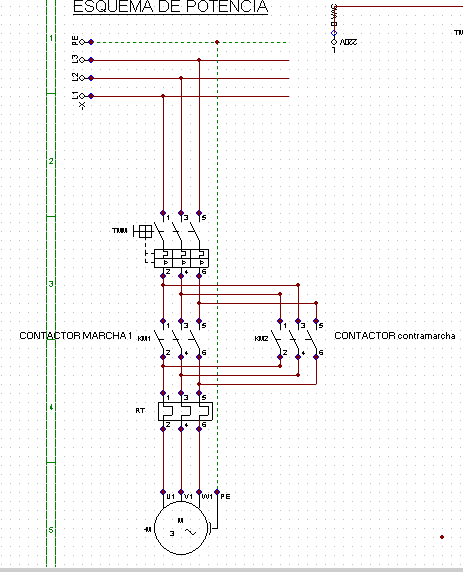 ESQUEMA DE POTENCIA
1
PE
L3
L2
L1
220V
2
1 3 5
2 4 6
3
1 3 5
1 3 5
CONTACTOR MARCHA 1
KM1
KM2
CONTACTOR contramarcha
2 4 6
2 4 6
1 3 5
4
RT
2 4 6
U1 V1 W1 PE
5
M
3